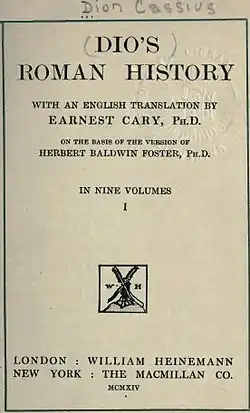 Dion Cassius
( )
DIO'S
ROMAN HISTORY
WITH AN ENGLISH TRANSLATION BY
EARNEST CARY, PH.D.
ON THE BASIS OF THE VERSION OF
HERBERT BALDWIN FOSTER, PH.D.
IN NINE VOLUMES
I
W H
LONDON : WILLIAM HEINEMANN
NEW YORK : THE MACMILLAN CO.
MCMXIV